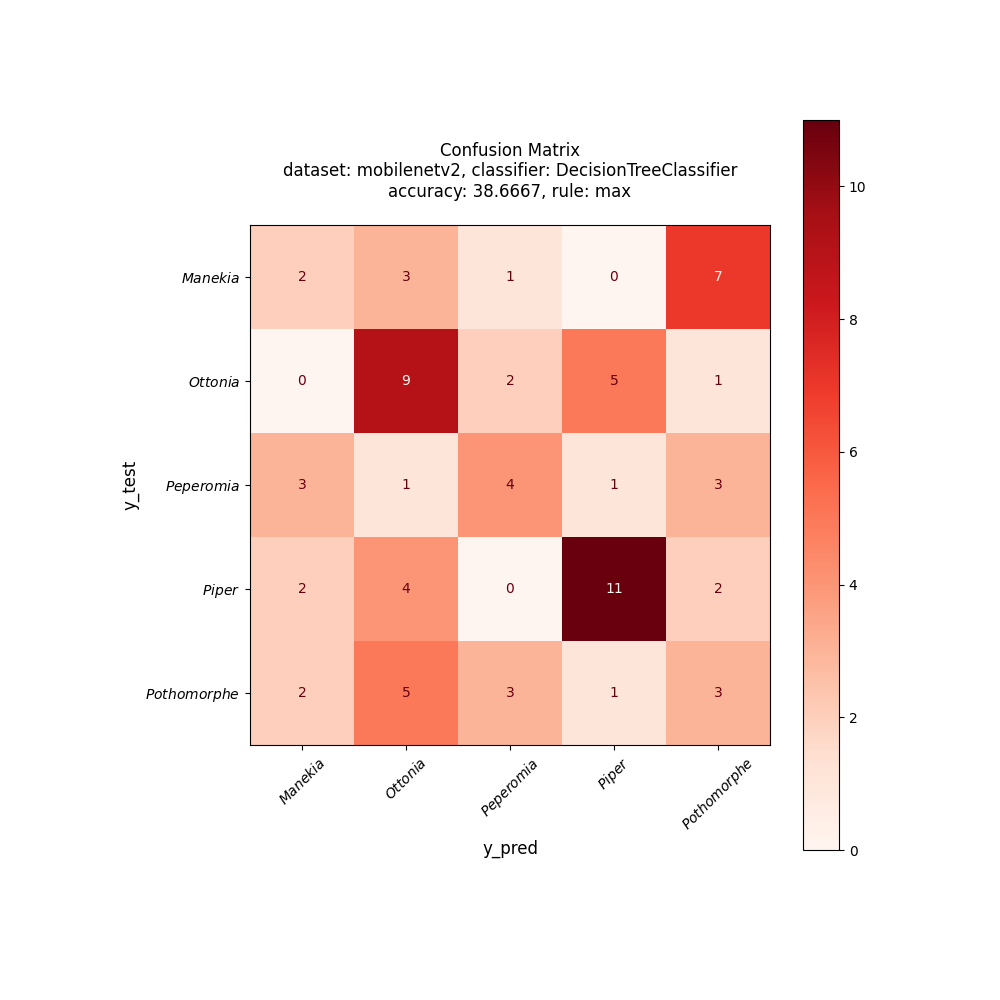 Confusion Matrix
dataset: mobilenetv2, classifier: DecisionTreeClassifier
accuracy: 38.6667, rule: max
Manekia 2 3 1 0 7
Ottonia 0 9 2 5 1
Peperomia 3 1 4 1 3
Piper 2 4 0 11 2
Pothomorphe 2 5 3 1 3
Manekia Ottonia Peperomia Piper Pothomorphe
y_test
y_pred
10
8
6
4
2
0